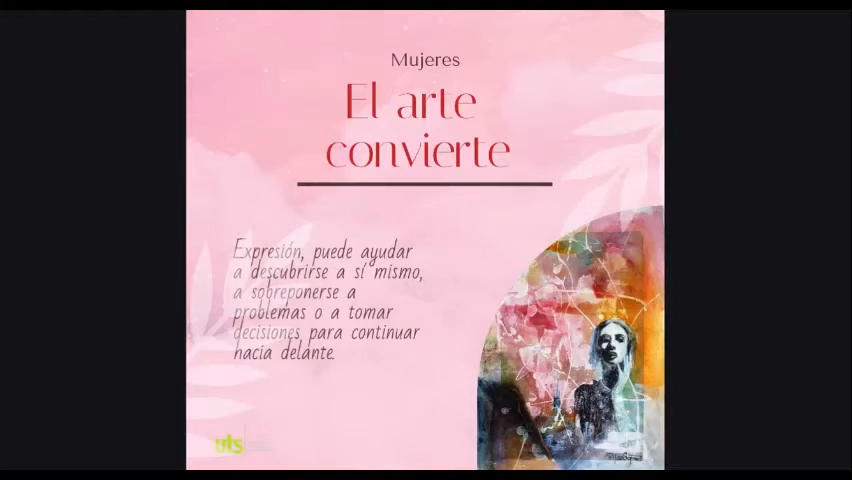 Mujeres
El arte
convierte
Expresión, puede ayudar
a descubrirse a sí mismo,
a sobreponerse a
problemas o a tomar
decisiones para continuar
hacia delante.
uts